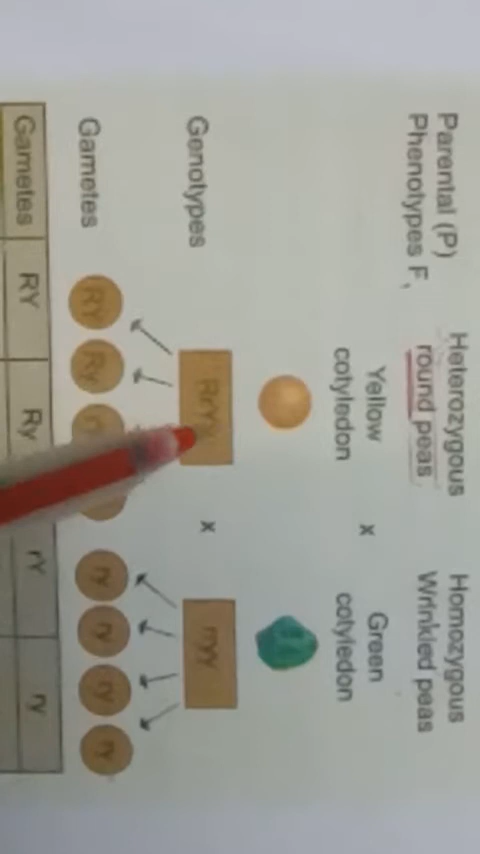 Parental (P) Heterozygous Homozygous
Phenotypes F, round peas Wrinkled peas
Yellow x Green
cotyledon cotyledon
Genotypes x rryy
Gametes RY Ry ry ry ry ry
Gametes RY Ry rY ry